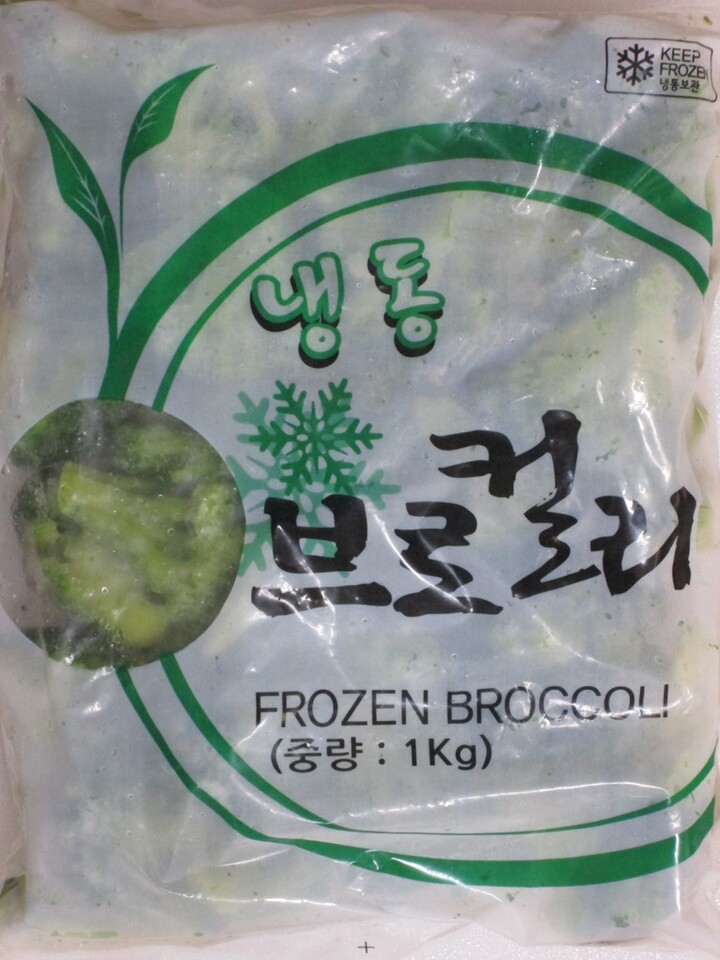 KEEP
FROZEN
냉동보관
냉동
브로컬리
FROZEN BROCCOLI
(중량 : 1Kg)